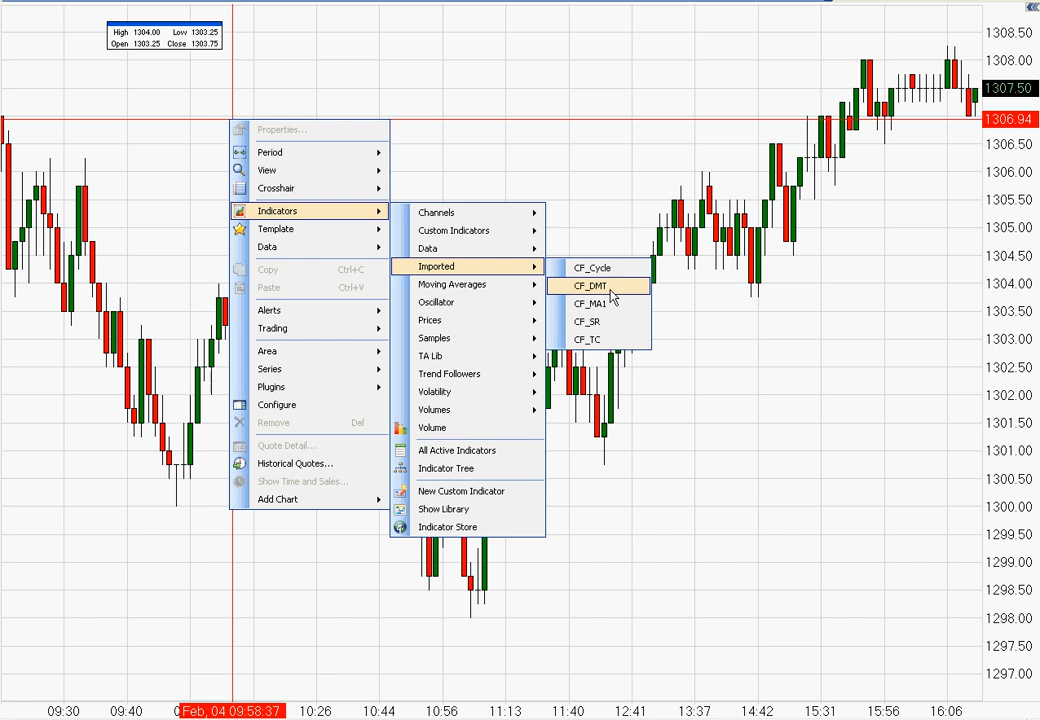 High 1304.00 Low 1303.25
Open 1303.25 Close 1303.75
Properties...
Period
View
Crosshair
Indicators
Template
Data
Copy Ctrl+C
Paste Ctrl+V
Alerts
Trading
Area
Series
Plugins
Configure
Remove Del
Quote Detail...
Historical Quotes...
Show Time and Sales...
Add Chart
Channels
Custom Indicators
Data
Imported
Moving Averages
Oscillator
Prices
Samples
TA Lib
Trend Followers
Volatility
Volumes
Volume
All Active Indicators
Indicator Tree
New Custom Indicator
Show Library
Indicator Store
CF_Cycle
CF_DMT
CF_MA1
CF_SR
CF_TC
1308.50
1308.00
1307.50
1306.94
1306.50
1306.00
1305.50
1305.00
1304.50
1304.00
1303.50
1303.00
1302.50
1302.00
1301.50
1301.00
1300.50
1300.00
1299.50
1299.00
1298.50
1298.00
1297.50
1297.00
09:30 09:40 Feb, 04 09:58:37 10:26 10:44 10:56 11:13 11:40 12:41 13:37 14:42 15:31 15:56 16:06